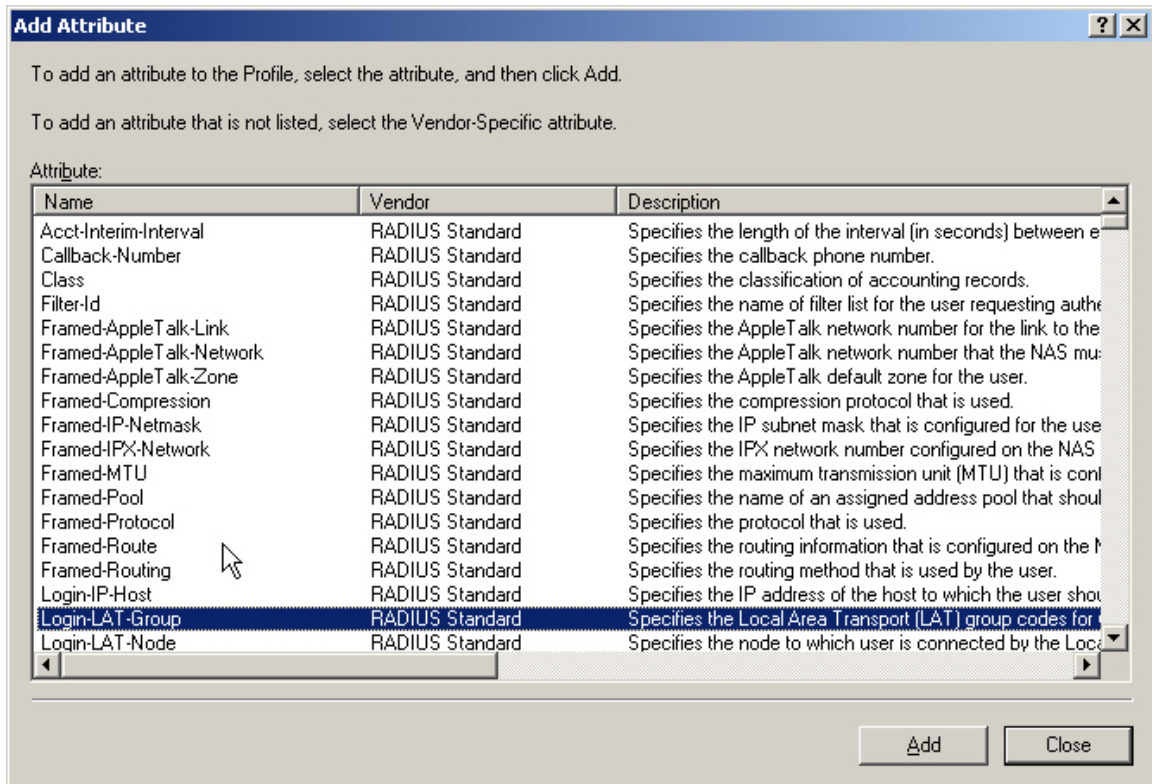 Add Attribute
To add an attribute to the Profile, select the attribute, and then click Add.
To add an attribute that is not listed, select the Vendor-Specific attribute.
Attribute:
Name Vendor Description
Acct-Interim-Interval RADIUS Standard Specifies the length of the interval (in seconds) between e
Callback-Number RADIUS Standard Specifies the callback phone number.
Class RADIUS Standard Specifies the classification of accounting records.
Filter-Id RADIUS Standard Specifies the name of filter list for the user requesting authe
Framed-AppleTalk-Link RADIUS Standard Specifies the AppleTalk network number for the link to the
Framed-AppleTalk-Network RADIUS Standard Specifies the AppleTalk network number that the NAS mu
Framed-AppleTalk-Zone RADIUS Standard Specifies the AppleTalk default zone for the user.
Framed-Compression RADIUS Standard Specifies the compression protocol that is used.
Framed-IP-Netmask RADIUS Standard Specifies the IP subnet mask that is configured for the use
Framed-IPX-Network RADIUS Standard Specifies the IPX network number configured on the NAS
Framed-MTU RADIUS Standard Specifies the maximum transmission unit (MTU) that is conf
Framed-Pool RADIUS Standard Specifies the name of an assigned address pool that shoul
Framed-Protocol RADIUS Standard Specifies the protocol that is used.
Framed-Route RADIUS Standard Specifies the routing information that is configured on the N
Framed-Routing RADIUS Standard Specifies the routing method that is used by the user.
Login-IP-Host RADIUS Standard Specifies the IP address of the host to which the user shou
Login-LAT-Group RADIUS Standard Specifies the Local Area Transport (LAT) group codes for
Login-LAT-Node RADIUS Standard Specifies the node to which user is connected by the Loca
Add Close